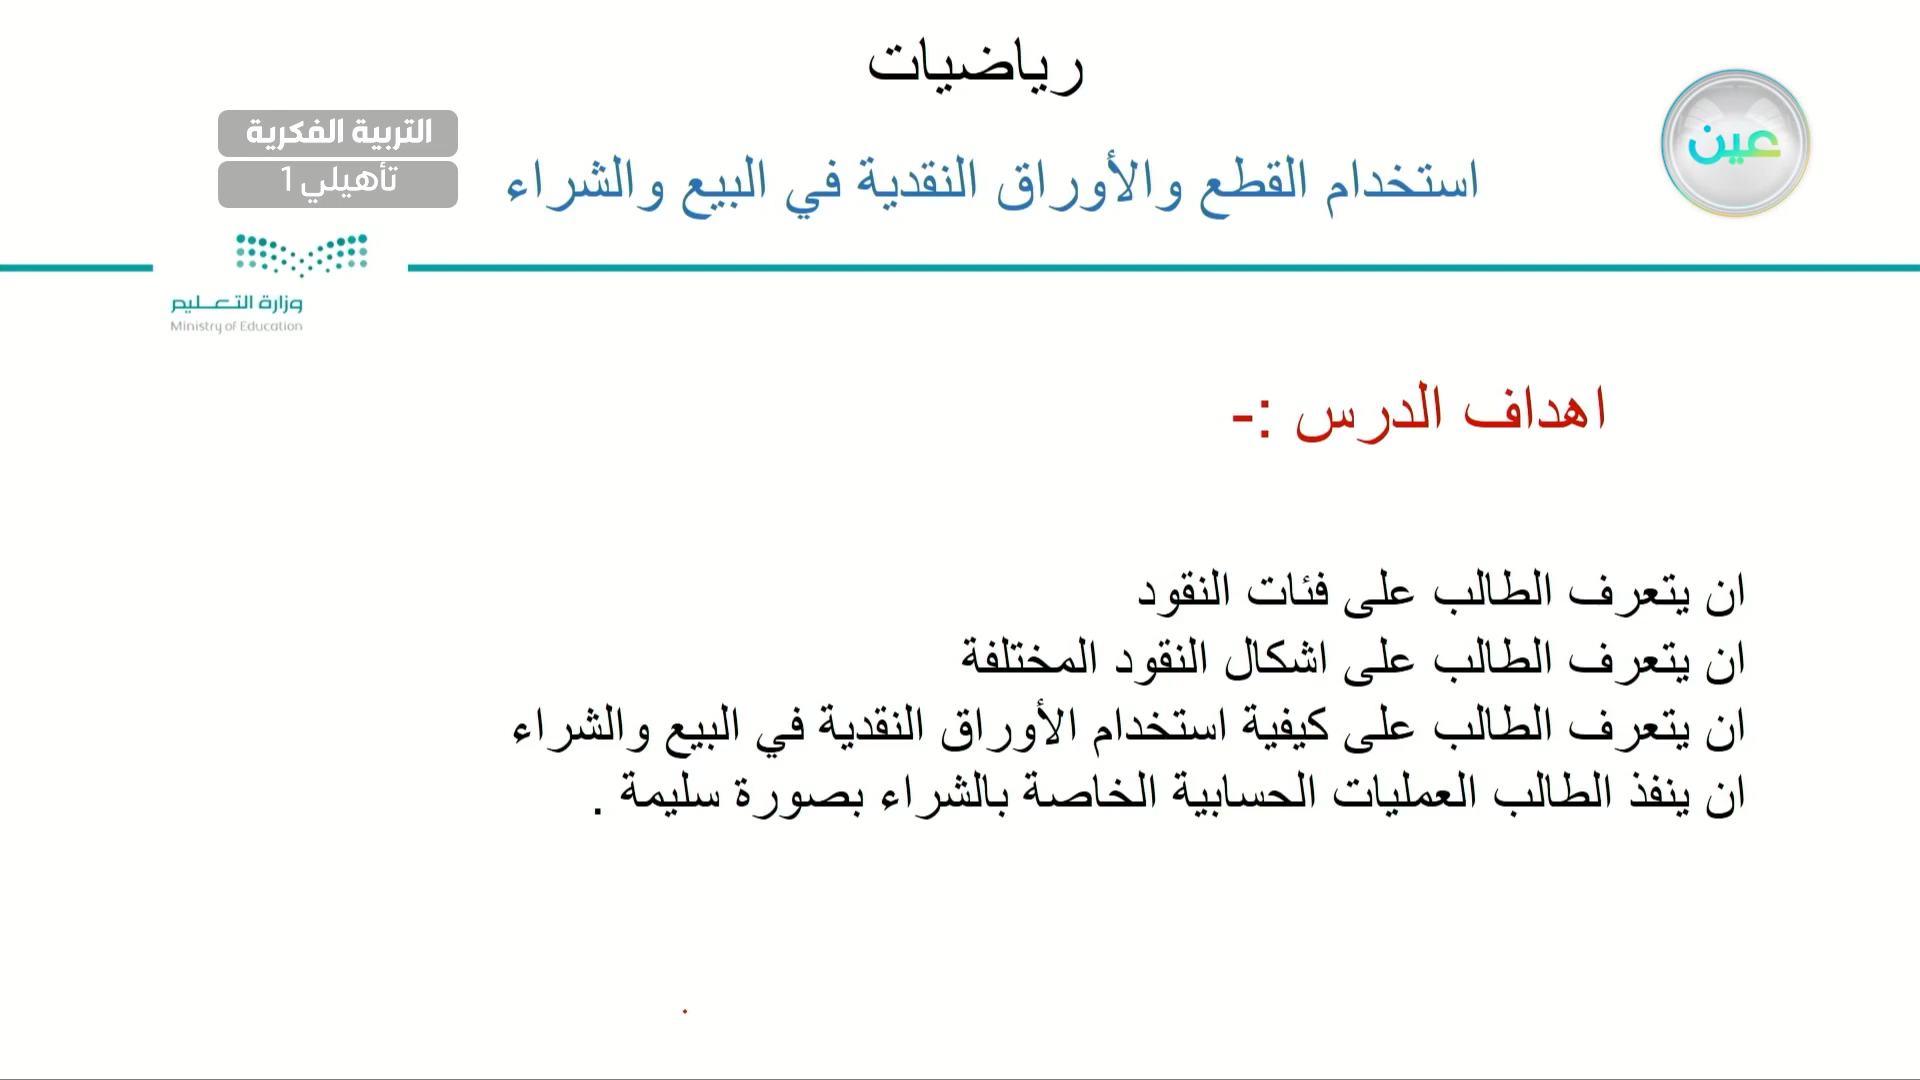 رياضيات
التربية الفكرية
تأهيلي 1
عين
استخدام القطع والأوراق النقدية في البيع والشراء
وزارة التعليم
Ministry of Education
اهداف الدرس :-
ان يتعرف الطالب على فئات النقود
ان يتعرف الطالب على اشكال النقود المختلفة
ان يتعرف الطالب على كيفية استخدام الأوراق النقدية في البيع والشراء
ان ينفذ الطالب العمليات الحسابية الخاصة بالشراء بصورة سليمة .